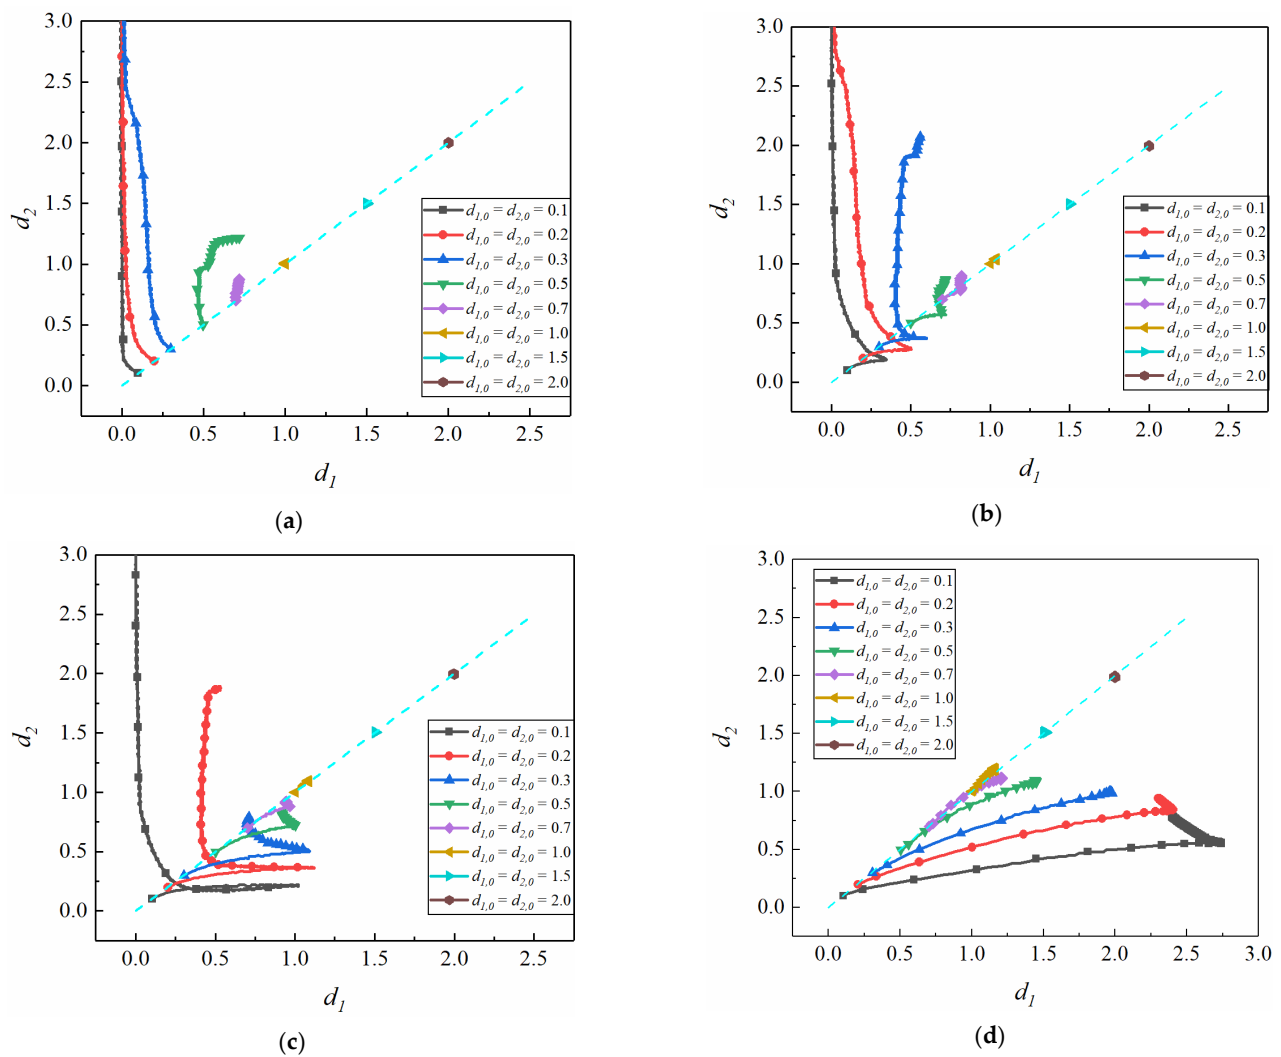 3.0
2.5
2.0
1.5
1.0
0.5
0.0
d2
d1,0 = d2,0 = 0.1
d1,0 = d2,0 = 0.2
d1,0 = d2,0 = 0.3
d1,0 = d2,0 = 0.5
d1,0 = d2,0 = 0.7
d1,0 = d2,0 = 1.0
d1,0 = d2,0 = 1.5
d1,0 = d2,0 = 2.0
0.0 0.5 1.0 1.5 2.0 2.5
d1
(a)
3.0
2.5
2.0
1.5
1.0
0.5
0.0
d2
d1,0 = d2,0 = 0.1
d1,0 = d2,0 = 0.2
d1,0 = d2,0 = 0.3
d1,0 = d2,0 = 0.5
d1,0 = d2,0 = 0.7
d1,0 = d2,0 = 1.0
d1,0 = d2,0 = 1.5
d1,0 = d2,0 = 2.0
0.0 0.5 1.0 1.5 2.0 2.5
d1
(b)
3.0
2.5
2.0
1.5
1.0
0.5
0.0
d2
d1,0 = d2,0 = 0.1
d1,0 = d2,0 = 0.2
d1,0 = d2,0 = 0.3
d1,0 = d2,0 = 0.5
d1,0 = d2,0 = 0.7
d1,0 = d2,0 = 1.0
d1,0 = d2,0 = 1.5
d1,0 = d2,0 = 2.0
0.0 0.5 1.0 1.5 2.0 2.5
d1
(c)
3.0
2.5
2.0
1.5
1.0
0.5
0.0
d2
d1,0 = d2,0 = 0.1
d1,0 = d2,0 = 0.2
d1,0 = d2,0 = 0.3
d1,0 = d2,0 = 0.5
d1,0 = d2,0 = 0.7
d1,0 = d2,0 = 1.0
d1,0 = d2,0 = 1.5
d1,0 = d2,0 = 2.0
0.0 0.5 1.0 1.5 2.0 2.5 3.0
d1
(d)